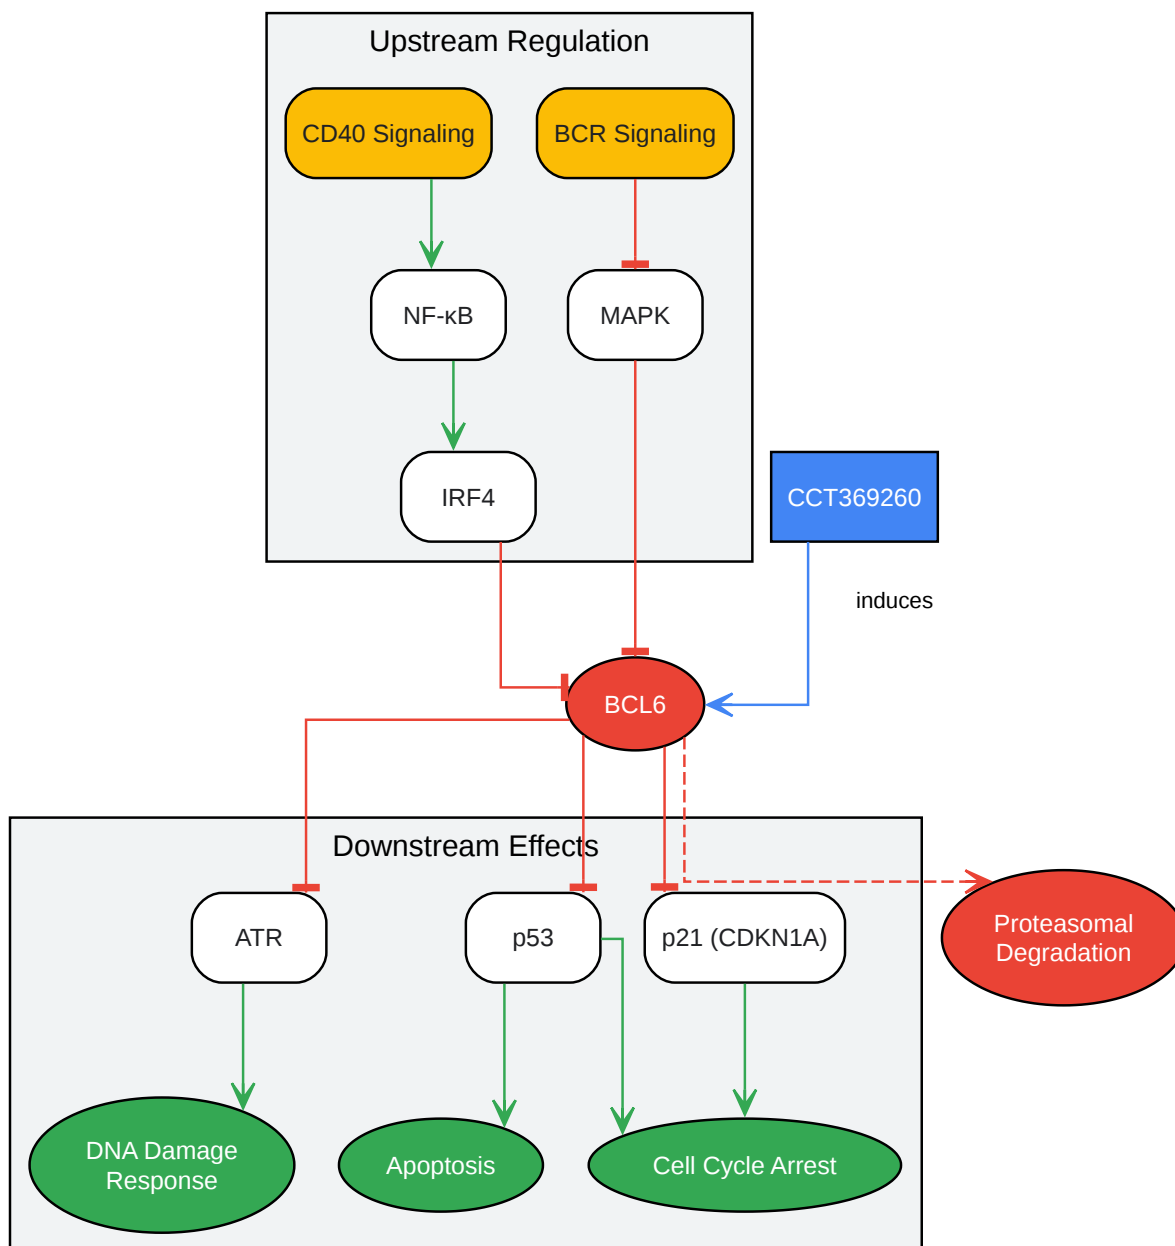 Upstream Regulation
CD40 Signaling
BCR Signaling
NF-κB
MAPK
IRF4
CCT369260
induces
BCL6
Downstream Effects
ATR
p53
p21 (CDKN1A)
Proteasomal
Degradation
DNA Damage
Response
Apoptosis
Cell Cycle Arrest